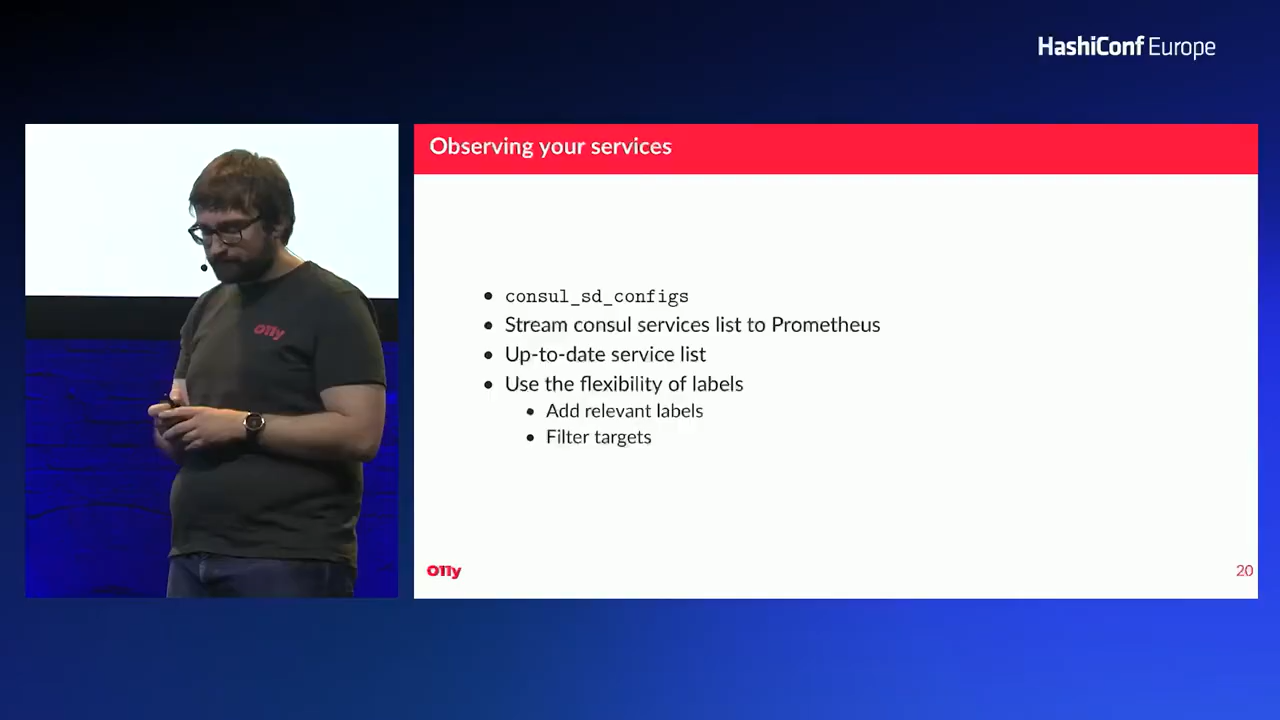 HashiConf Europe
Observing your services
consul_sd_configs
Stream consul services list to Prometheus
Up-to-date service list
Use the flexibility of labels
Add relevant labels
Filter targets
O11y
O11y
20